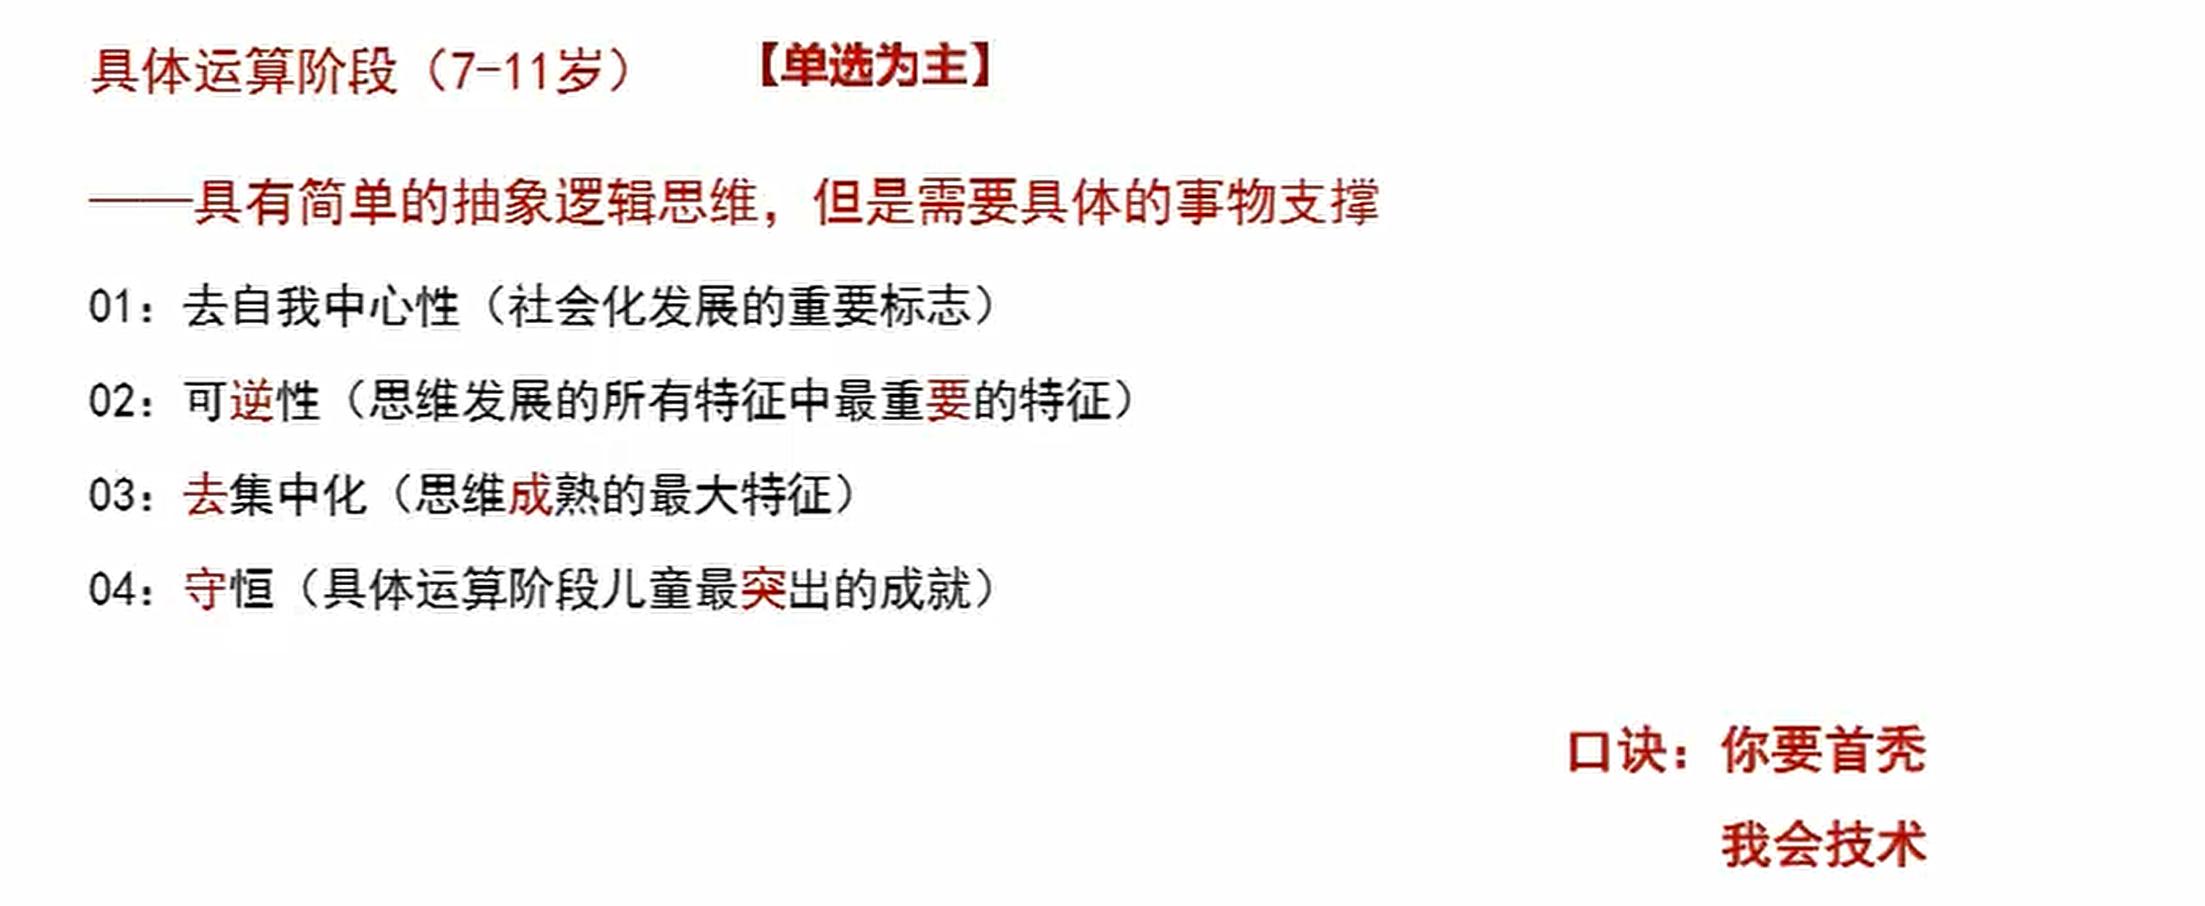 具体运算阶段（7-11岁） 【单选为主】
——具有简单的抽象逻辑思维，但是需要具体的事物支撑
01：去自我中心性（社会化发展的重要标志）
02：可逆性（思维发展的所有特征中最重要的特征）
03：去集中化（思维成熟的最大特征）
04：守恒（具体运算阶段儿童最突出的成就）
口诀：你要首秃
我会技术